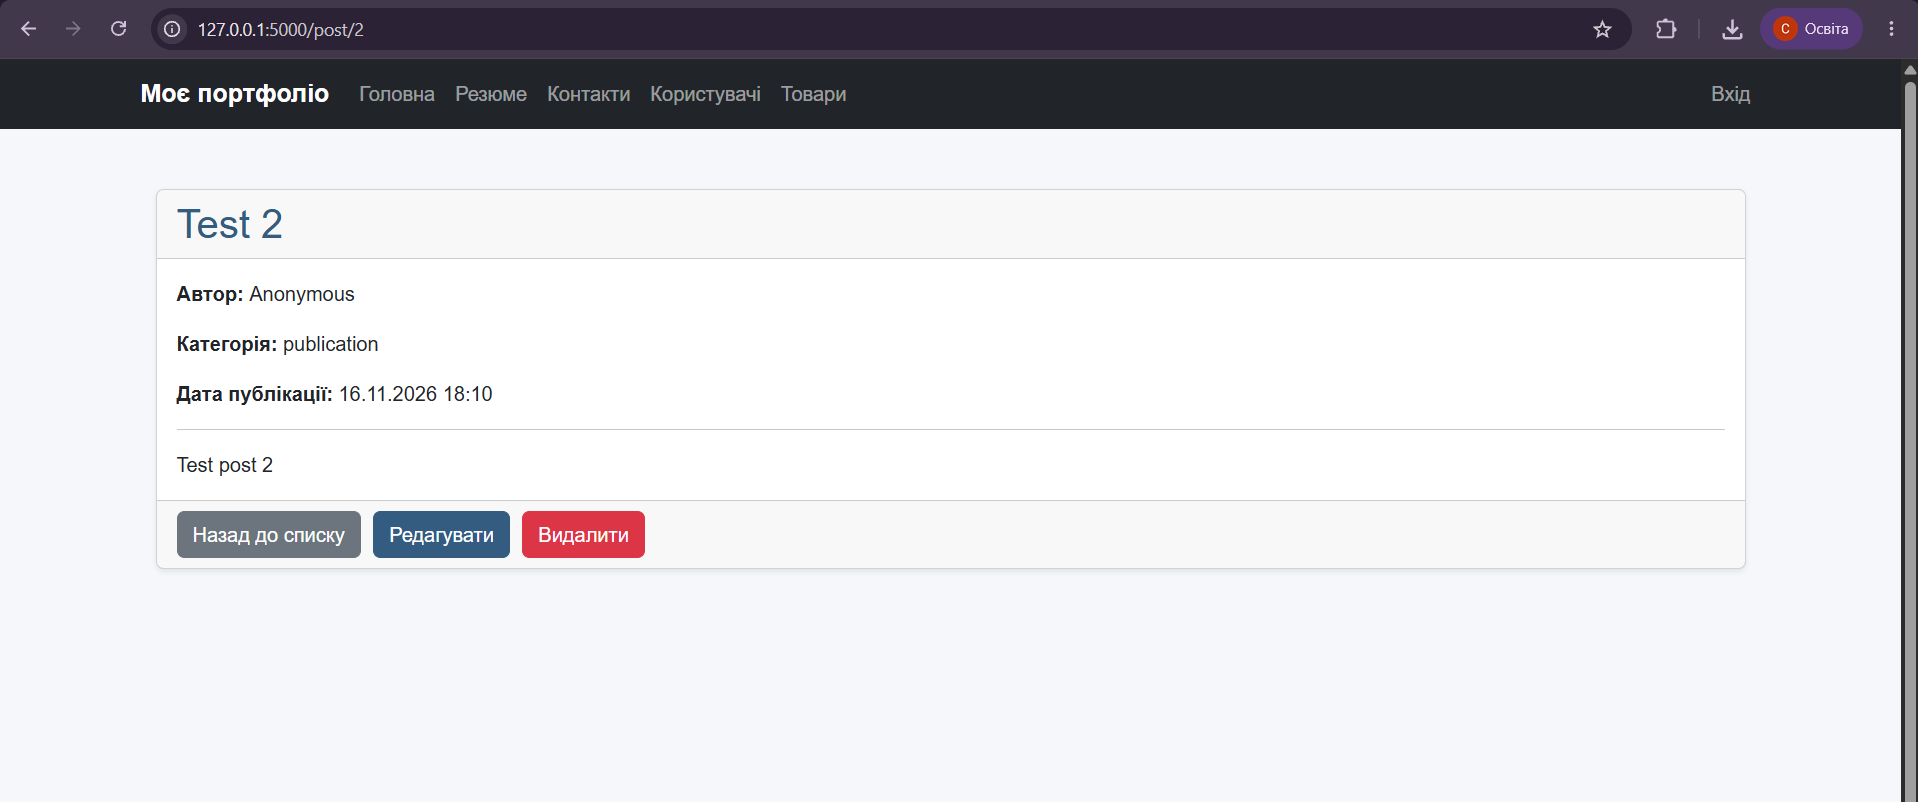 127.0.0.1:5000/post/2
С Освіта
Моє портфоліо Головна Резюме Контакти Користувачі Товари Вхід
Test 2
Автор: Anonymous
Категорія: publication
Дата публікації: 16.11.2026 18:10
Test post 2
Назад до списку Редагувати Видалити